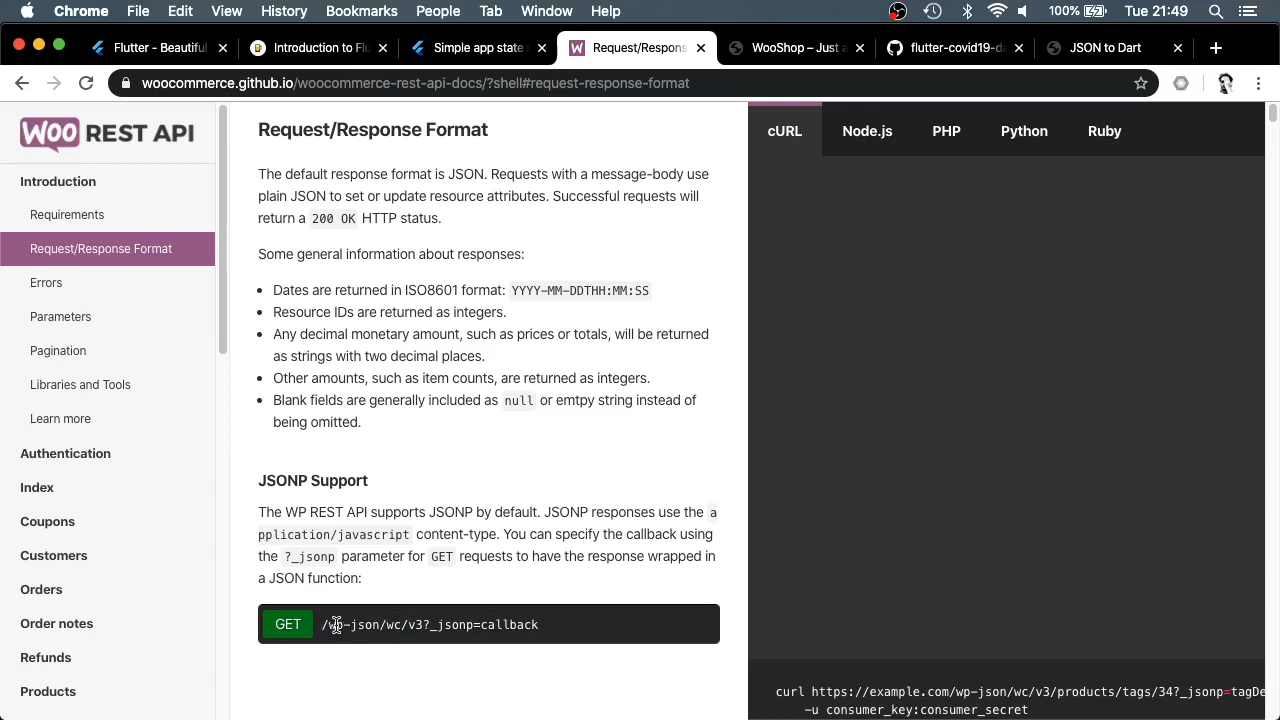 Chrome File Edit View History Bookmarks People Tab Window Help 100% Tue 21:49
Flutter - Beautiful Introduction to Flu Simple app state Request/Respons WooShop – Just a flutter-covid19-da JSON to Dart
woocommerce.github.io/woocommerce-rest-api-docs/?shell#request-response-format
WOO REST API
Introduction
Requirements
Request/Response Format
Errors
Parameters
Pagination
Libraries and Tools
Learn more
Authentication
Index
Coupons
Customers
Orders
Order notes
Refunds
Products
Request/Response Format
The default response format is JSON. Requests with a message-body use
plain JSON to set or update resource attributes. Successful requests will
return a 200 OK HTTP status.
Some general information about responses:
• Dates are returned in ISO8601 format: YYYY-MM-DDTHH:MM:SS
• Resource IDs are returned as integers.
• Any decimal monetary amount, such as prices or totals, will be returned
as strings with two decimal places.
• Other amounts, such as item counts, are returned as integers.
• Blank fields are generally included as null or emtpy string instead of
being omitted.
JSONP Support
The WP REST API supports JSONP by default. JSONP responses use the a
pplication/javascript content-type. You can specify the callback using
the ?_jsonp parameter for GET requests to have the response wrapped in
a JSON function:
GET /wp-json/wc/v3?_jsonp=callback
cURL Node.js PHP Python Ruby
curl https://example.com/wp-json/wc/v3/products/tags/34?_jsonp=tagDe
-u consumer_key:consumer_secret